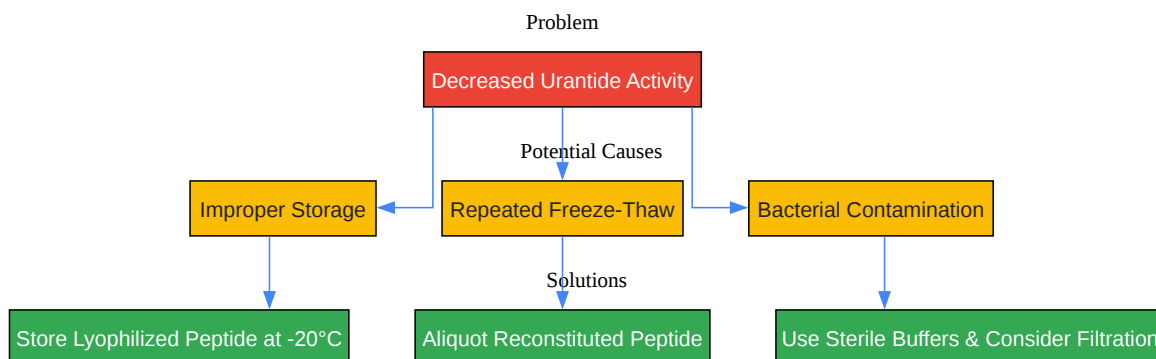 Problem
Decreased Urantide Activity
Potential Causes
Improper Storage
Repeated Freeze-Thaw
Bacterial Contamination
Solutions
Store Lyophilized Peptide at -20°C
Aliquot Reconstituted Peptide
Use Sterile Buffers & Consider Filtration